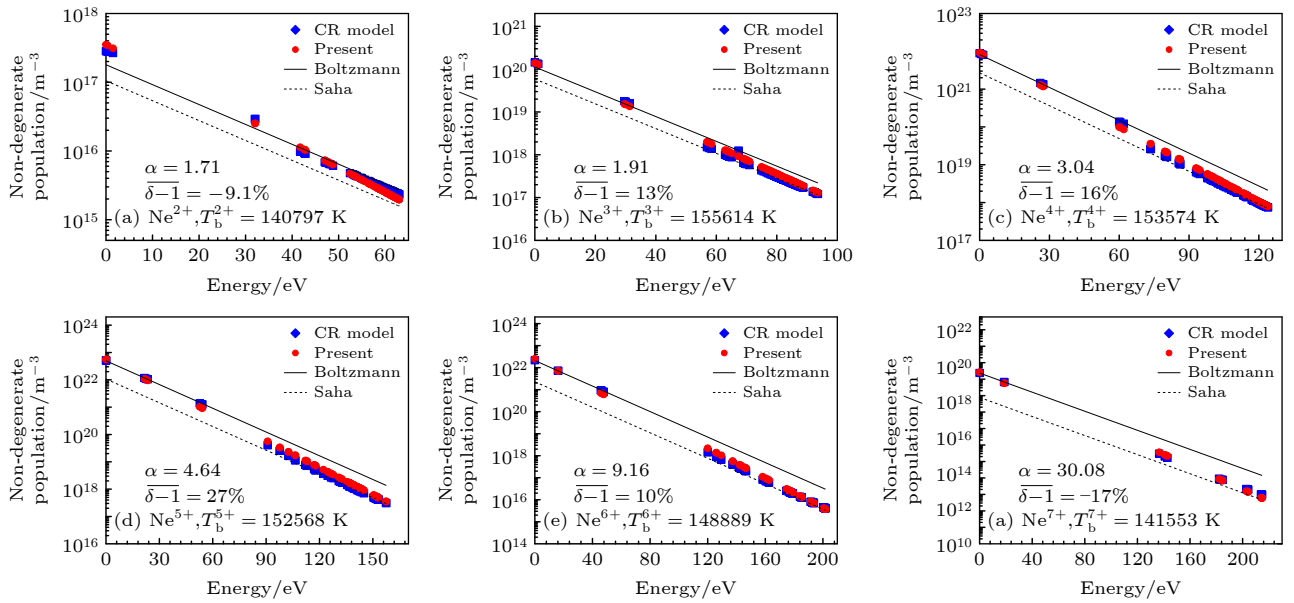 10^18
10^17
10^16
10^15
Non-degenerate
population/m^−3
CR model
Present
Boltzmann
Saha
α = 1.71
\overline{δ−1} = −9.1%
(a) Ne^2+,T_b^2+ = 140797 K
0 10 20 30 40 50 60
Energy/eV
10^21
10^20
10^19
10^18
10^17
10^16
Non-degenerate
population/m^−3
CR model
Present
Boltzmann
Saha
α = 1.91
\overline{δ−1} = 13%
(b) Ne^3+,T_b^3+ = 155614 K
0 20 40 60 80 100
Energy/eV
10^23
10^21
10^19
10^17
Non-degenerate
population/m^−3
CR model
Present
Boltzmann
Saha
α = 3.04
\overline{δ−1} = 16%
(c) Ne^4+,T_b^4+ = 153574 K
0 30 60 90 120
Energy/eV
10^24
10^22
10^20
10^18
10^16
Non-degenerate
population/m^−3
CR model
Present
Boltzmann
Saha
α = 4.64
\overline{δ−1} = 27%
(d) Ne^5+,T_b^5+ = 152568 K
0 30 60 90 120 150
Energy/eV
10^24
10^22
10^20
10^18
10^16
10^14
Non-degenerate
population/m^−3
CR model
Present
Boltzmann
Saha
α = 9.16
\overline{δ−1} = 10%
(e) Ne^6+,T_b^6+ = 148889 K
0 40 80 120 160 200
Energy/eV
10^22
10^20
10^18
10^16
10^14
10^12
10^10
Non-degenerate
population/m^−3
CR model
Present
Boltzmann
Saha
α = 30.08
\overline{δ−1} = −17%
(a) Ne^7+,T_b^7+ = 141553 K
0 40 80 120 160 200
Energy/eV